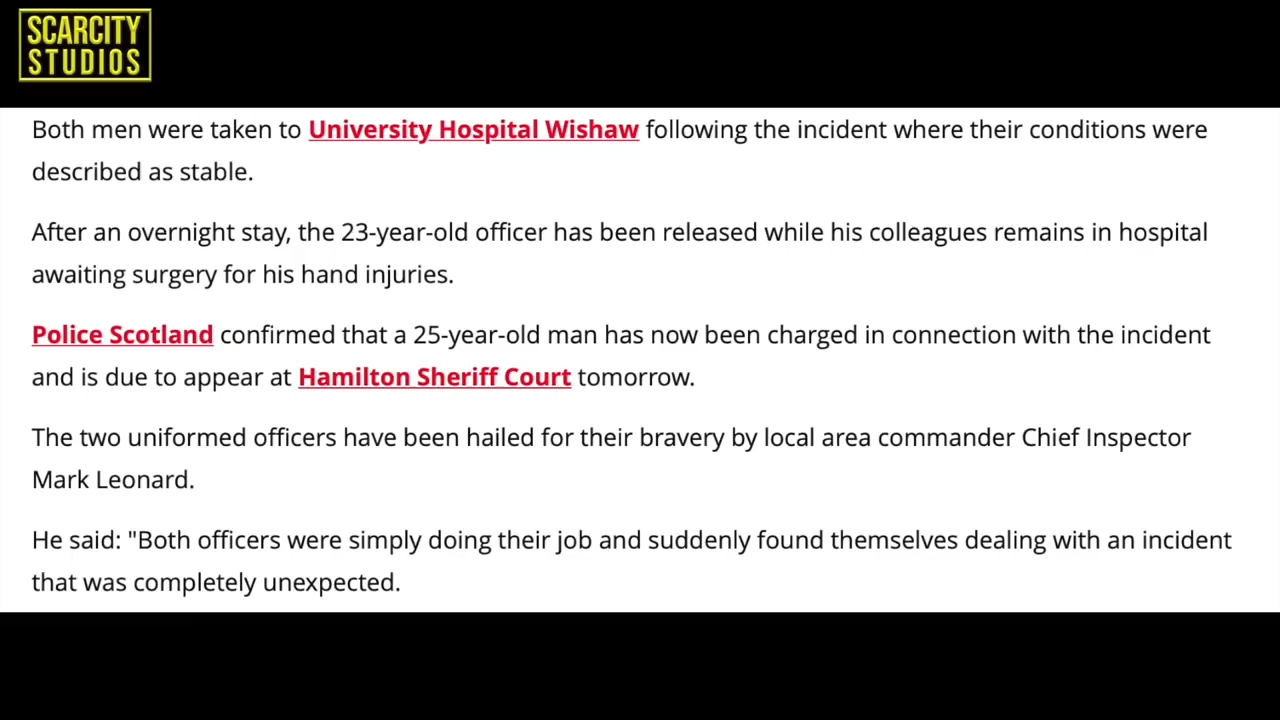 SCARCITY
STUDIOS
Both men were taken to University Hospital Wishaw following the incident where their conditions were
described as stable.
After an overnight stay, the 23-year-old officer has been released while his colleagues remains in hospital
awaiting surgery for his hand injuries.
Police Scotland confirmed that a 25-year-old man has now been charged in connection with the incident
and is due to appear at Hamilton Sheriff Court tomorrow.
The two uniformed officers have been hailed for their bravery by local area commander Chief Inspector
Mark Leonard.
He said: "Both officers were simply doing their job and suddenly found themselves dealing with an incident
that was completely unexpected.